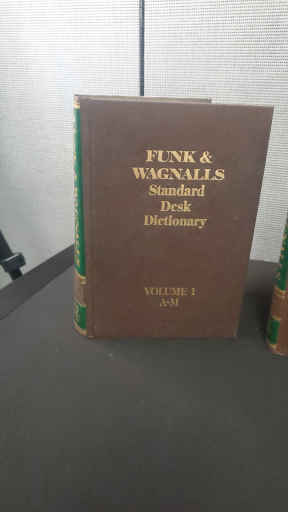 FUNK &
WAGNALLS
Standard
Desk
Dictionary
VOLUME 1
A-M